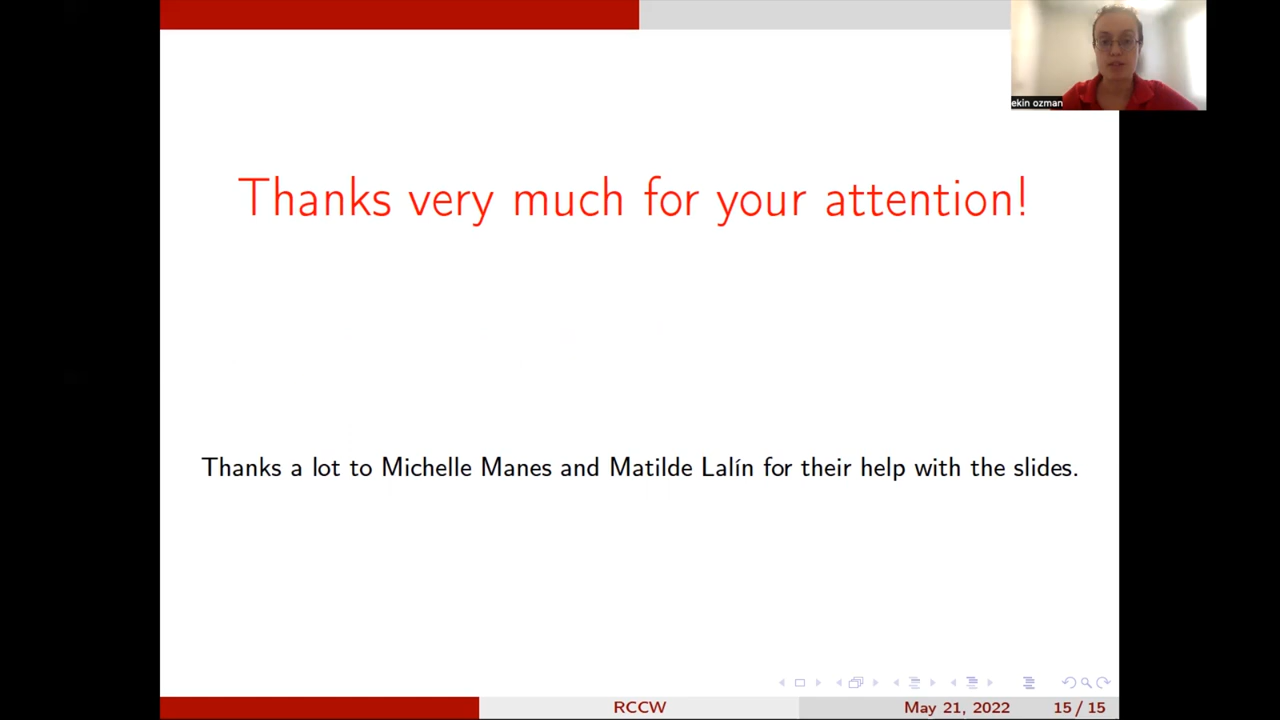 ekin ozman
Thanks very much for your attention!
Thanks a lot to Michelle Manes and Matilde Lalín for their help with the slides.
RCCW
May 21, 2022
15 / 15